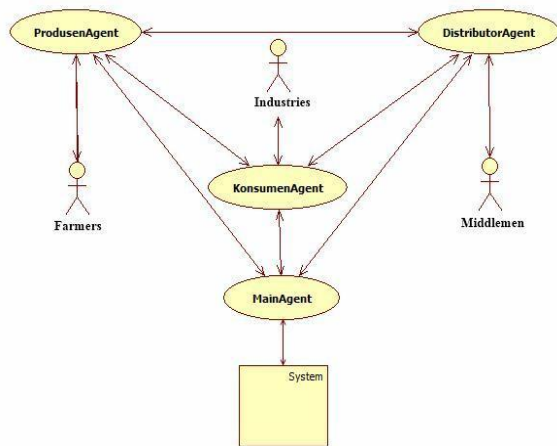 ProdusenAgent
DistributorAgent
Industries
KonsumenAgent
Farmers
Middlemen
MainAgent
System